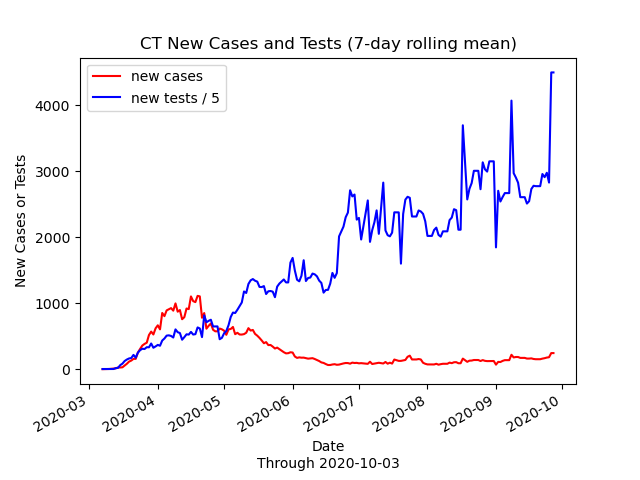 CT New Cases and Tests (7-day rolling mean)
new cases
new tests / 5
New Cases or Tests
4000
3000
2000
1000
0
2020-03
2020-04
2020-05
2020-06
2020-07
2020-08
2020-09
2020-10
Date
Through 2020-10-03